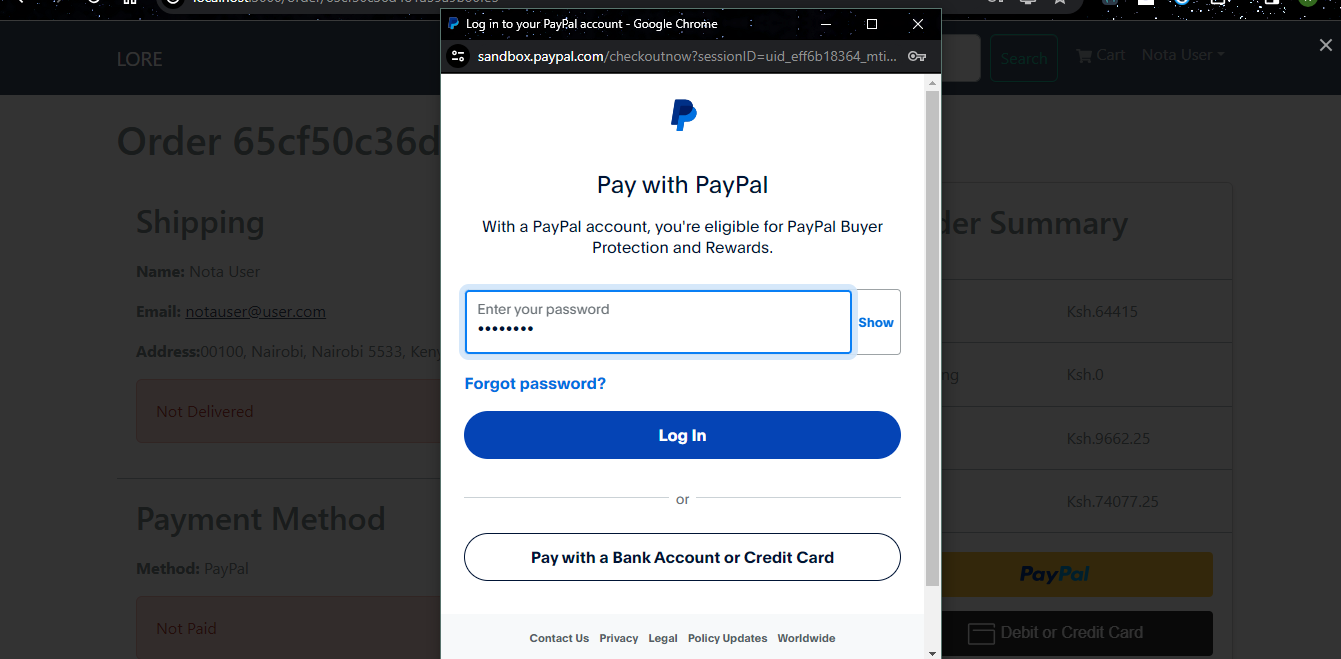 Log in to your PayPal account - Google Chrome
sandbox.paypal.com/checkoutnow?sessionID=uid_eff6b18364_mti...
LORE
Search
Cart
Nota User
Order 65cf50c36d
Pay with PayPal
With a PayPal account, you're eligible for PayPal Buyer
Protection and Rewards.
Enter your password
••••••••
Show
Forgot password?
Log In
or
Pay with a Bank Account or Credit Card
Contact Us Privacy Legal Policy Updates Worldwide
Shipping
Name: Nota User
Email: notauser@user.com
Address:00100, Nairobi, Nairobi 5533, Keny
Not Delivered
Payment Method
Method: PayPal
Not Paid
der Summary
Ksh.64415
ng Ksh.0
Ksh.9662.25
Ksh.74077.25
PayPal
Debit or Credit Card